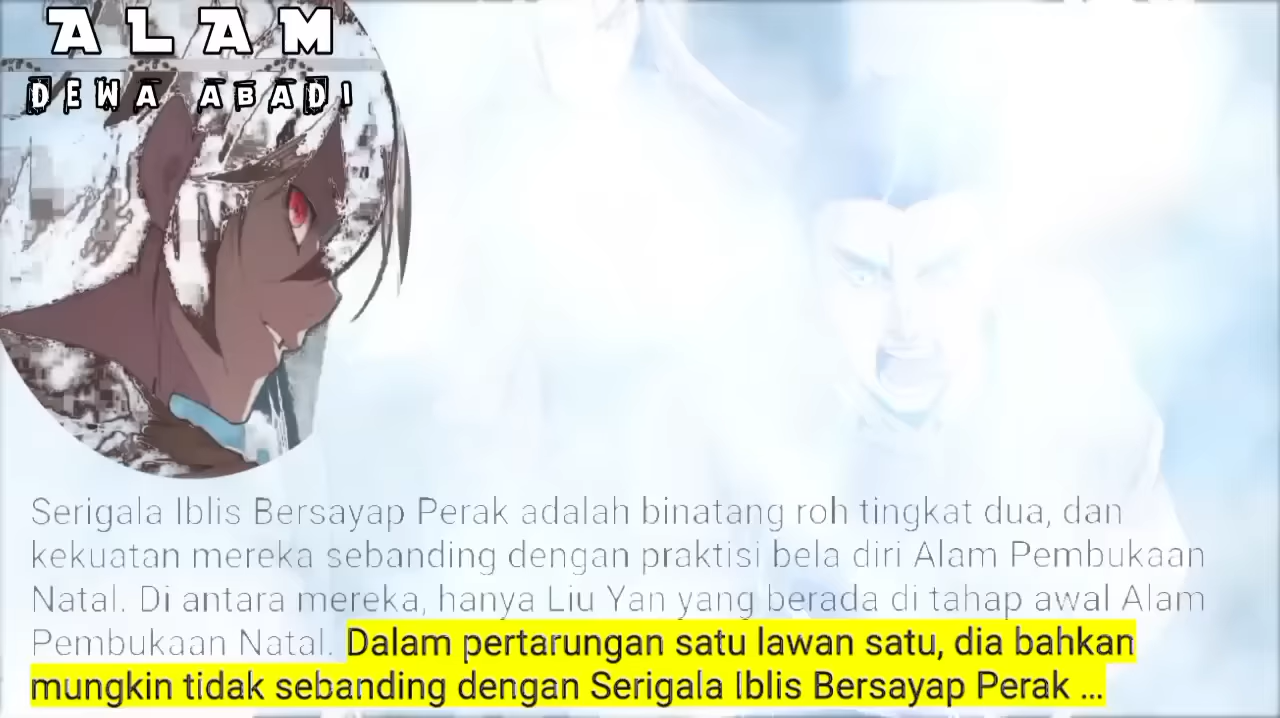 ALAM
DEWA ABADI
Serigala Iblis Bersayap Perak adalah binatang roh tingkat dua, dan
kekuatan mereka sebanding dengan praktisi bela diri Alam Pembukaan
Natal. Di antara mereka, hanya Liu Yan yang berada di tahap awal Alam
Pembukaan Natal. Dalam pertarungan satu lawan satu, dia bahkan
mungkin tidak sebanding dengan Serigala Iblis Bersayap Perak ...